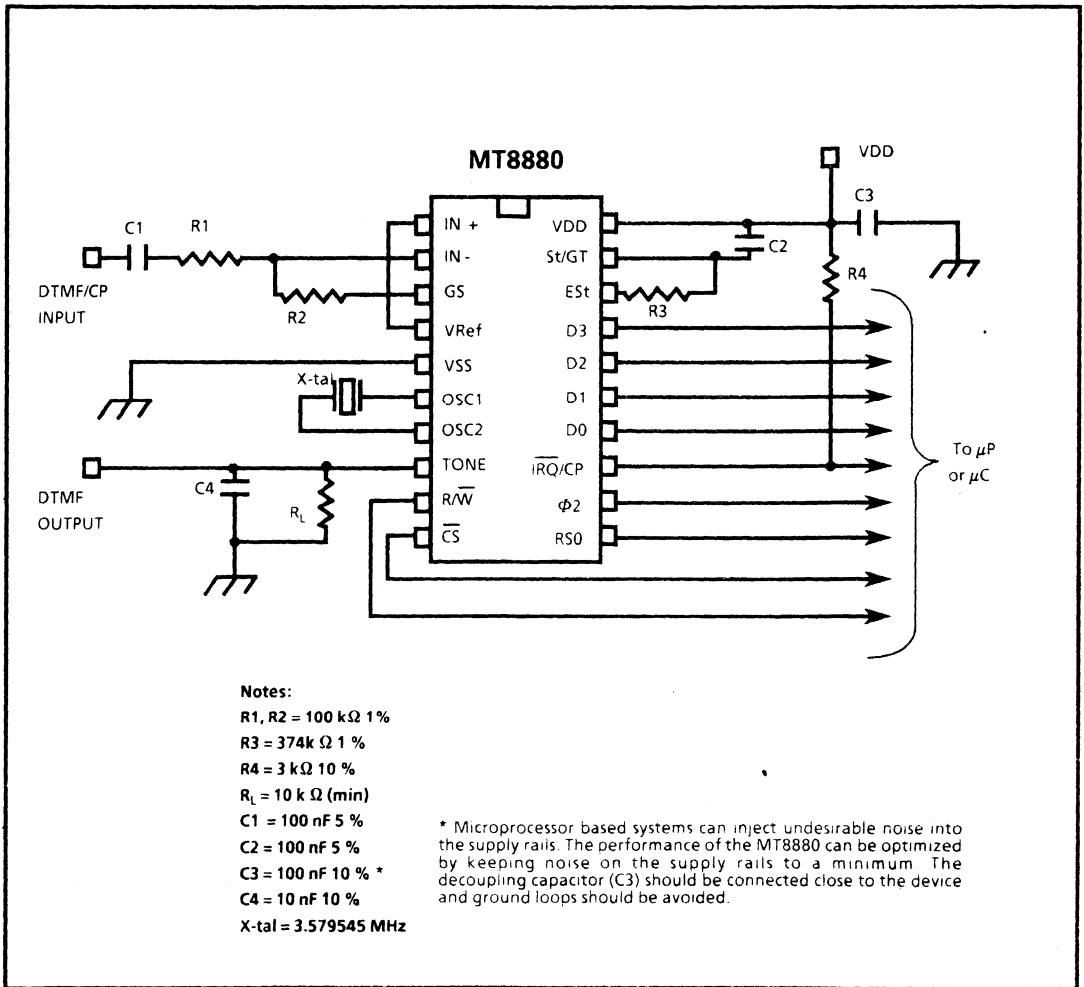 MT8880
VDD
C3
C1
R1
IN +
VDD
C2
IN -
St/GT
R4
DTMF/CP
INPUT
R2
GS
ESt
R3
VRef
D3
VSS
D2
X-tal
OSC1
D1
OSC2
D0
To μP
or μC
TONE
I̅R̅Q̅/CP
DTMF
OUTPUT
C4
RL
R/W̅
Φ2
C̅S̅
RS0
Notes:
R1, R2 = 100 kΩ 1%
R3 = 374k Ω 1 %
R4 = 3 kΩ 10 %
RL = 10 k Ω (min)
C1 = 100 nF 5 %
C2 = 100 nF 5 %
C3 = 100 nF 10 % *
C4 = 10 nF 10 %
X-tal = 3.579545 MHz
* Microprocessor based systems can inject undesirable noise into
the supply rails. The performance of the MT8880 can be optimized
by keeping noise on the supply rails to a minimum. The
decoupling capacitor (C3) should be connected close to the device
and ground loops should be avoided.